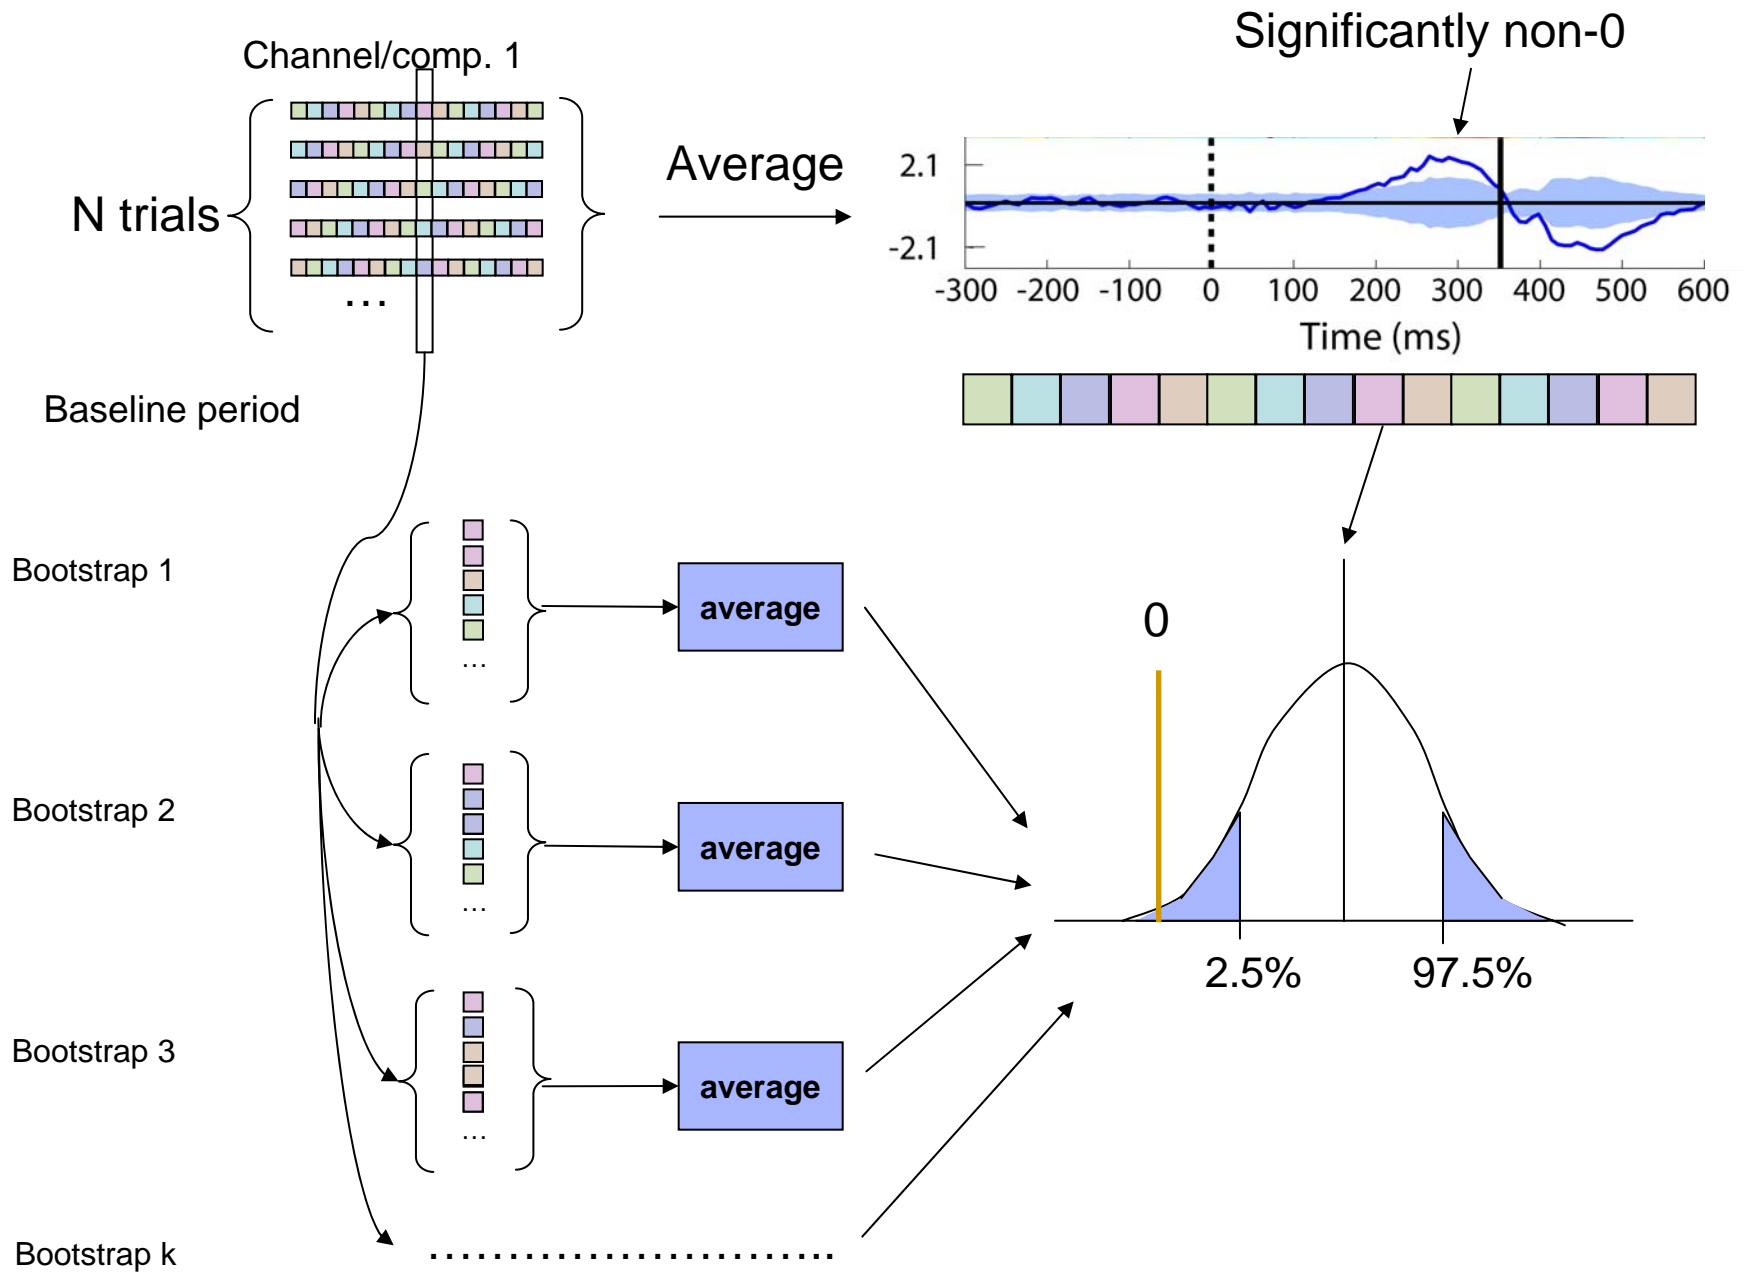 Significantly non-0
Channel/comp. 1
N trials
...
Average
2.1
-2.1
-300 -200 -100 0 100 200 300 400 500 600
Time (ms)
Baseline period
Bootstrap 1
...
average
0
Bootstrap 2
...
average
2.5% 97.5%
Bootstrap 3
...
average
Bootstrap k